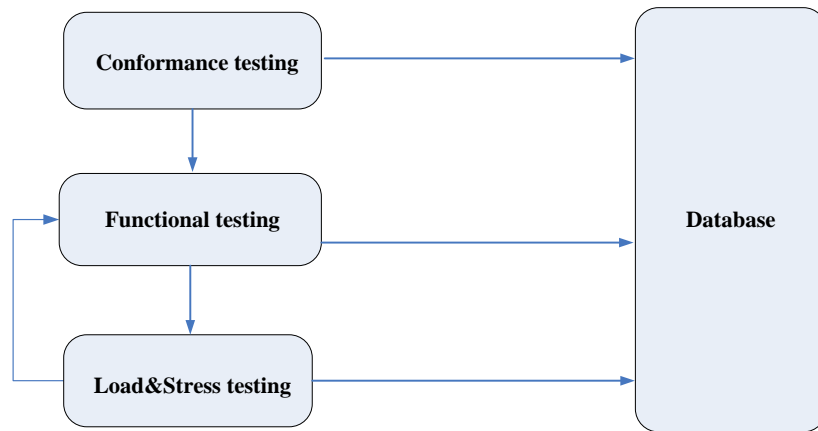 Conformance testing
Functional testing
Database
Load&Stress testing